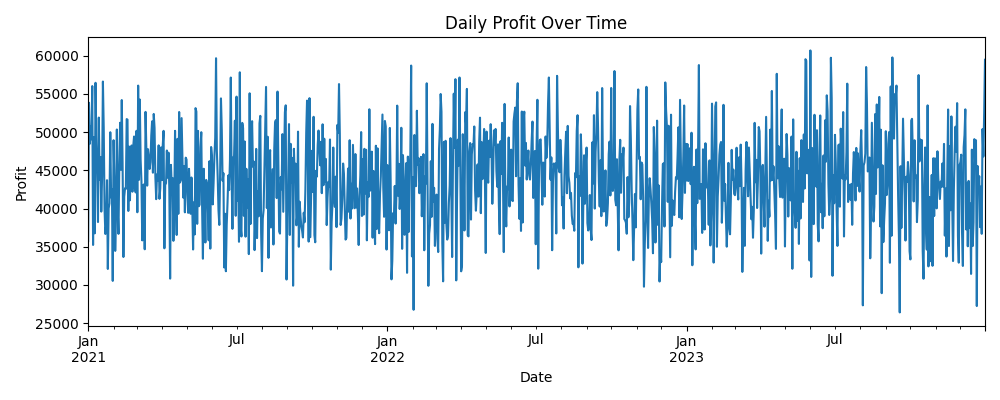 Daily Profit Over Time
Profit
60000
55000
50000
45000
40000
35000
30000
25000
Jan
2021
Jul
Jan
2022
Jul
Jan
2023
Jul
Date